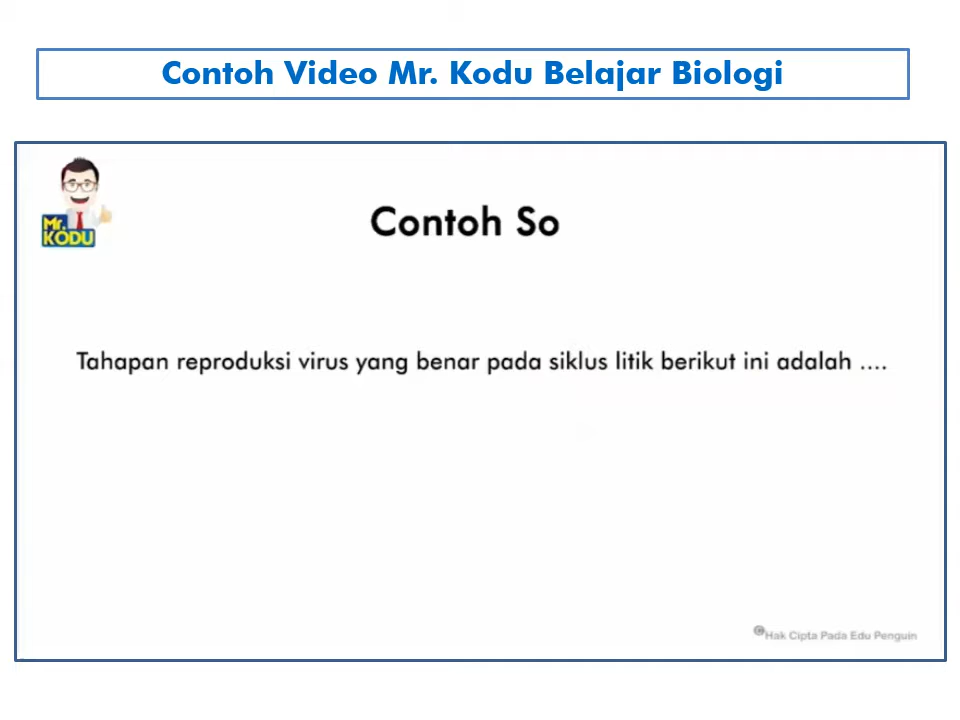 Contoh Video Mr. Kodu Belajar Biologi
Mr.
KODU
Contoh So
Tahapan reproduksi virus yang benar pada siklus litik berikut ini adalah ....
©Hak Cipta Pada Edu Penguin